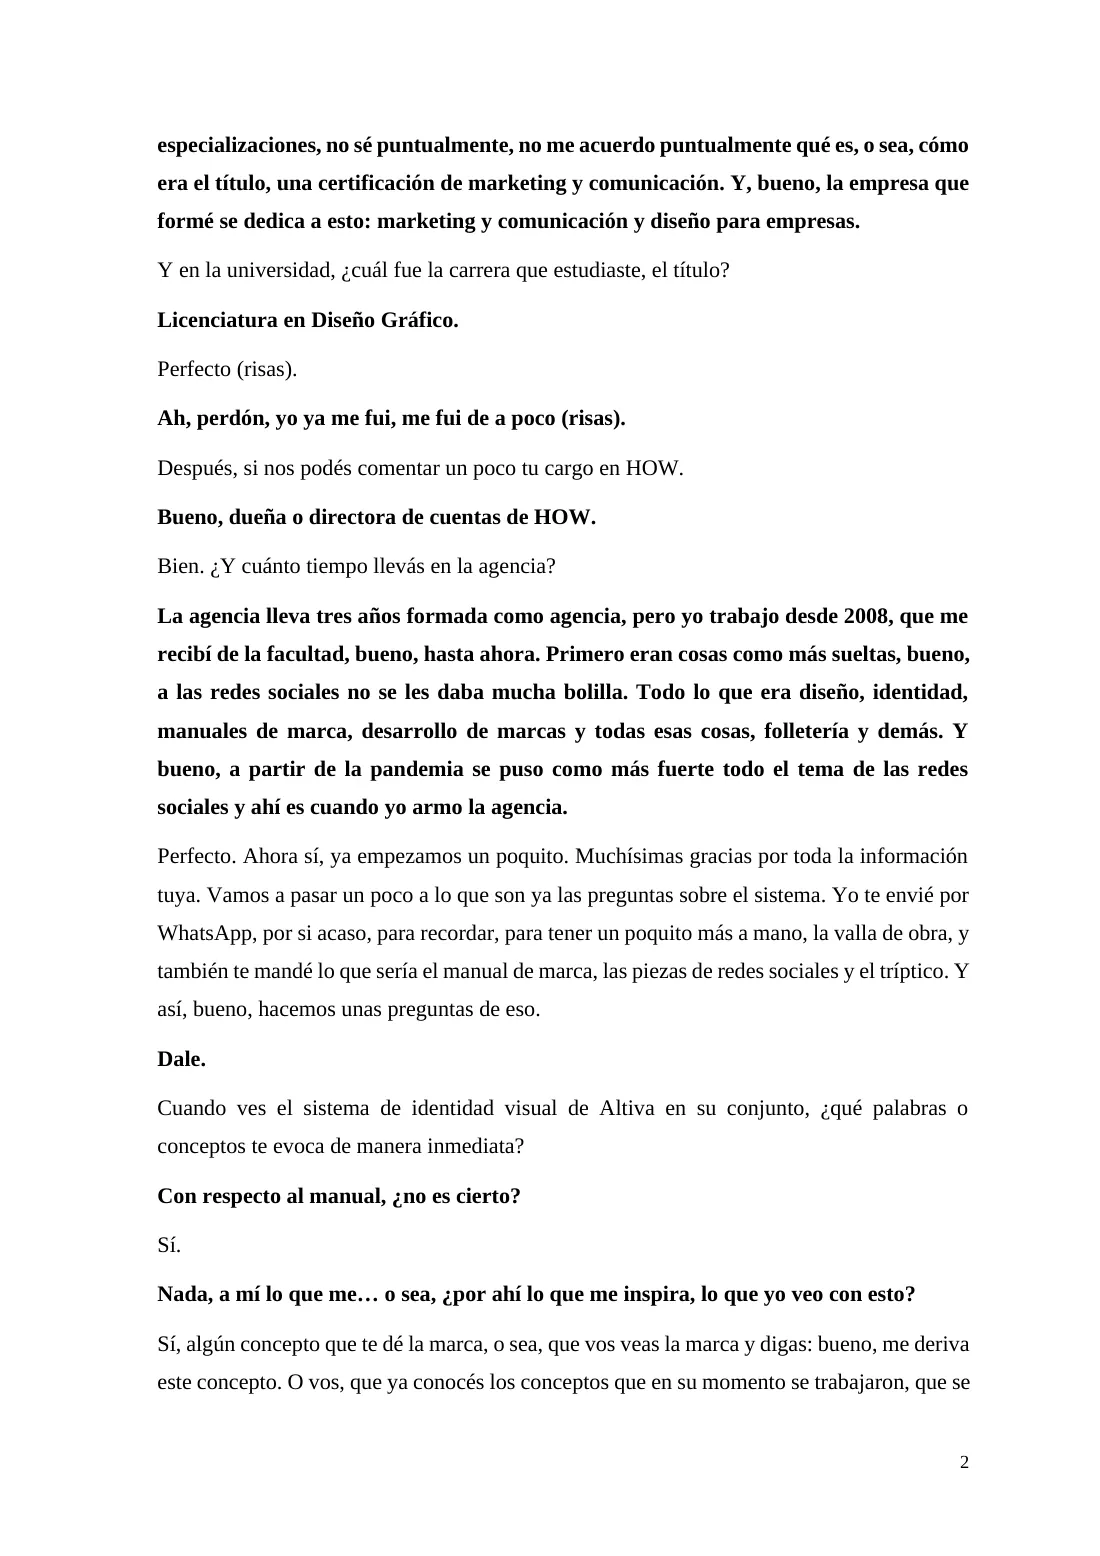 especializaciones, no sé puntualmente, no me acuerdo puntualmente qué es, o sea, cómo
era el título, una certificación de marketing y comunicación. Y, bueno, la empresa que
formé se dedica a esto: marketing y comunicación y diseño para empresas.
Y en la universidad, ¿cuál fue la carrera que estudiaste, el título?
Licenciatura en Diseño Gráfico.
Perfecto (risas).
Ah, perdón, yo ya me fui, me fui de a poco (risas).
Después, si nos podés comentar un poco tu cargo en HOW.
Bueno, dueña o directora de cuentas de HOW.
Bien. ¿Y cuánto tiempo llevás en la agencia?
La agencia lleva tres años formada como agencia, pero yo trabajo desde 2008, que me
recibí de la facultad, bueno, hasta ahora. Primero eran cosas como más sueltas, bueno,
a las redes sociales no se les daba mucha bolilla. Todo lo que era diseño, identidad,
manuales de marca, desarrollo de marcas y todas esas cosas, folletería y demás. Y
bueno, a partir de la pandemia se puso como más fuerte todo el tema de las redes
sociales y ahí es cuando yo armo la agencia.
Perfecto. Ahora sí, ya empezamos un poquito. Muchísimas gracias por toda la información
tuya. Vamos a pasar un poco a lo que son ya las preguntas sobre el sistema. Yo te envié por
WhatsApp, por si acaso, para recordar, para tener un poquito más a mano, la valla de obra, y
también te mandé lo que sería el manual de marca, las piezas de redes sociales y el tríptico. Y
así, bueno, hacemos unas preguntas de eso.
Dale.
Cuando ves el sistema de identidad visual de Altiva en su conjunto, ¿qué palabras o
conceptos te evoca de manera inmediata?
Con respecto al manual, ¿no es cierto?
Sí.
Nada, a mí lo que me… o sea, ¿por ahí lo que me inspira, lo que yo veo con esto?
Sí, algún concepto que te dé la marca, o sea, que vos veas la marca y digas: bueno, me deriva
este concepto. O vos, que ya conocés los conceptos que en su momento se trabajaron, que se
2